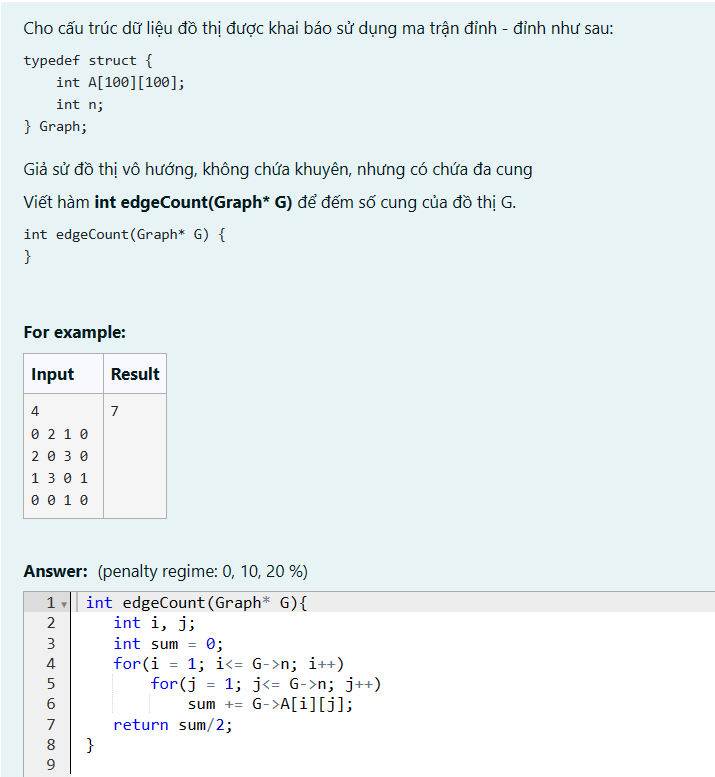 Cho cấu trúc dữ liệu đồ thị được khai báo sử dụng ma trận đỉnh - đỉnh như sau:
typedef struct {
    int A[100][100];
    int n;
} Graph;
Giả sử đồ thị vô hướng, không chứa khuyên, nhưng có chứa đa cung
Viết hàm int edgeCount(Graph* G) để đếm số cung của đồ thị G.
int edgeCount(Graph* G) {
}
For example:
Input Result
4 7
0 2 1 0
2 0 3 0
1 3 0 1
0 0 1 0
Answer: (penalty regime: 0, 10, 20 %)
1 int edgeCount(Graph* G){
2    int i, j;
3    int sum = 0;
4    for(i = 1; i<= G->n; i++)
5        for(j = 1; j<= G->n; j++)
6            sum += G->A[i][j];
7    return sum/2;
8 }
9